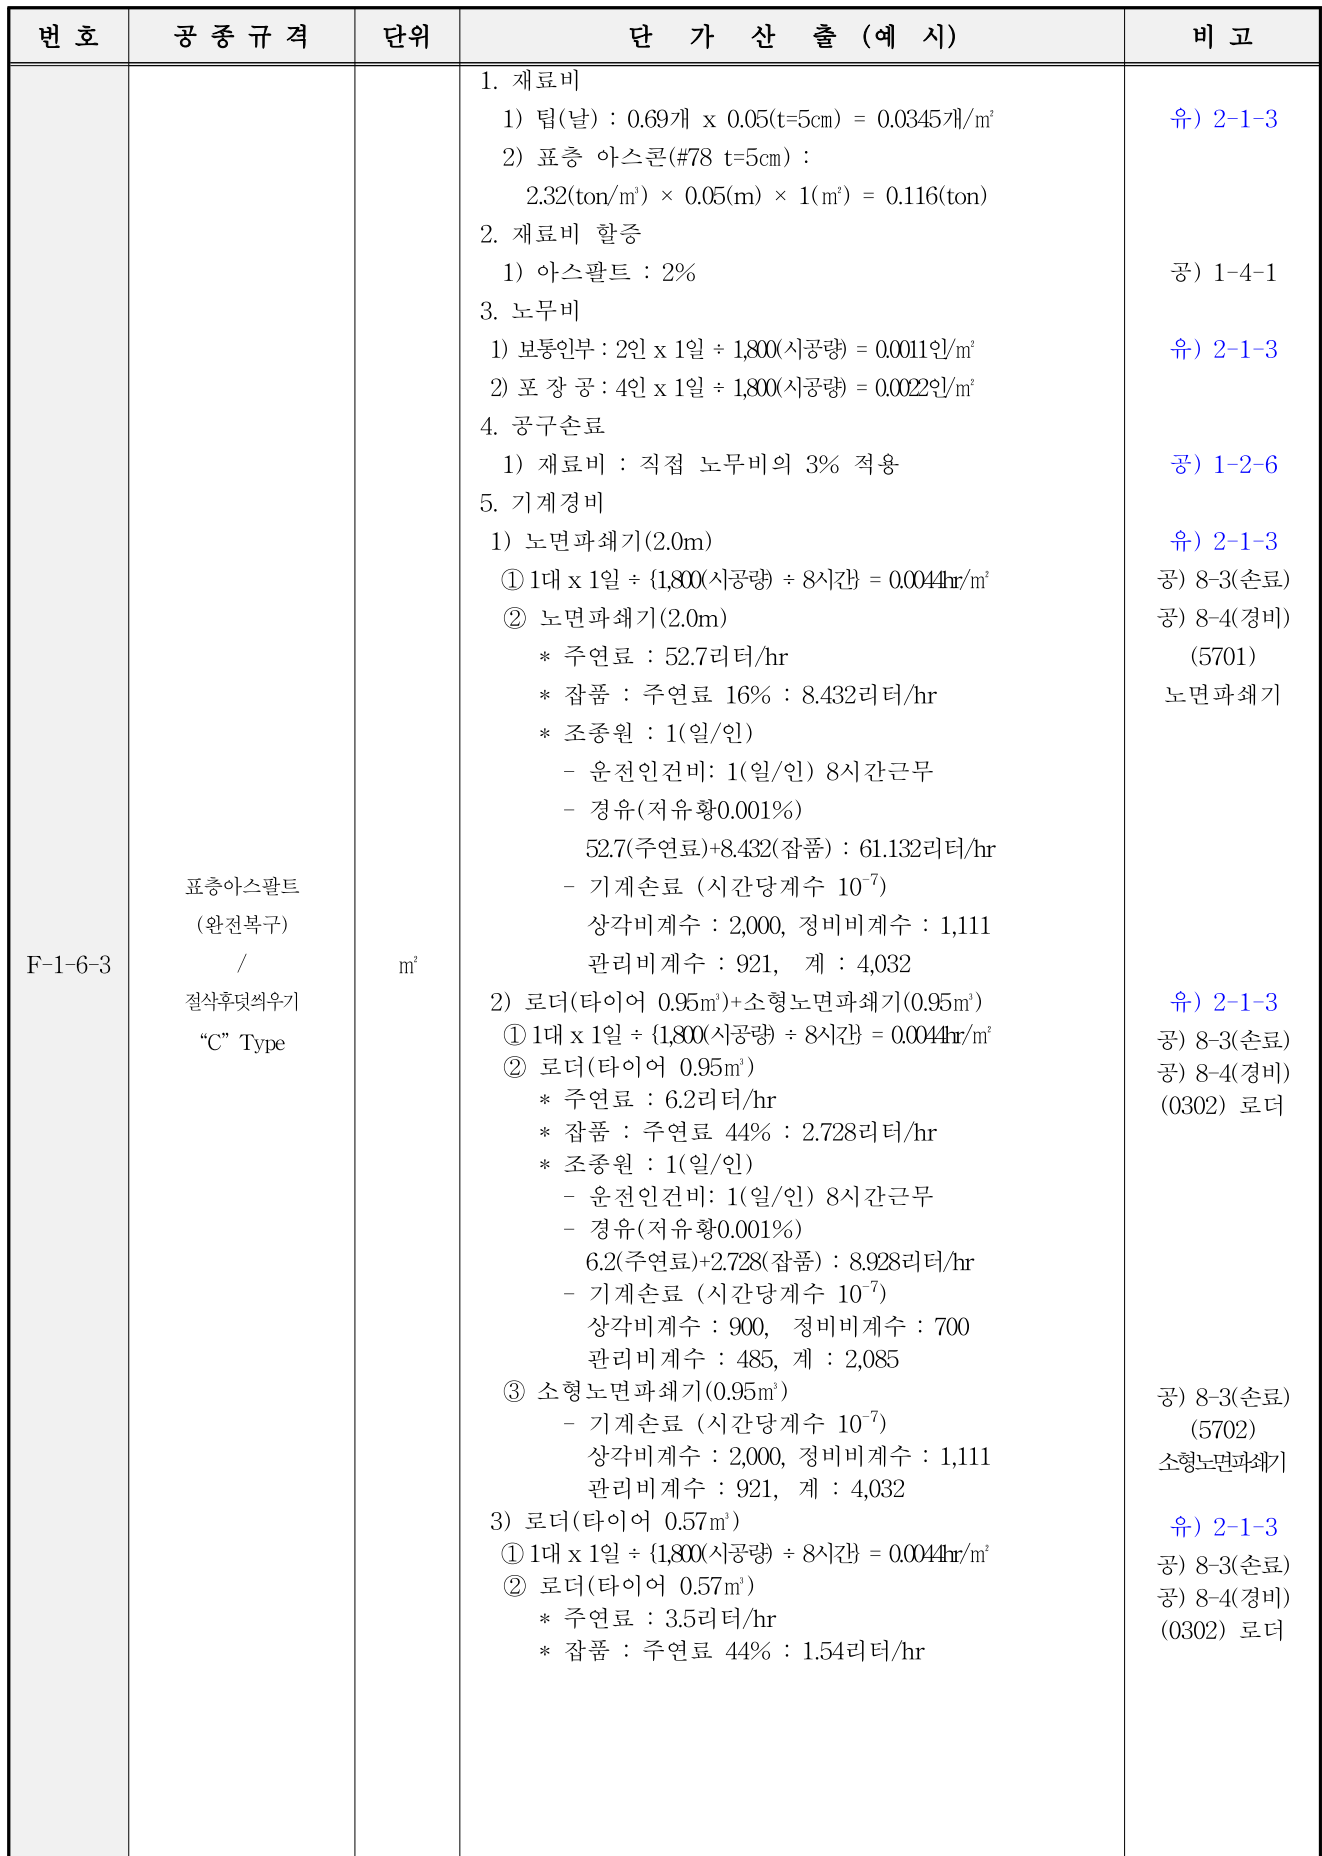 번 호 공 종 규 격 단위 단 가 산 출 (예 시) 비 고
1. 재료비
1) 팁(날) : 0.69개 x 0.05(t=5㎝) = 0.0345개/㎡ 유) 2-1-3
2) 표층 아스콘(#78 t=5㎝) :
2.32(ton/㎥) × 0.05(m) × 1(㎡) = 0.116(ton)
2. 재료비 할증
1) 아스팔트 : 2% 공) 1-4-1
3. 노무비
1) 보통인부 : 2인 x 1일 ÷ 1,800(시공량) = 0.0011인/㎡ 유) 2-1-3
2) 포 장 공 : 4인 x 1일 ÷ 1,800(시공량) = 0.0022인/㎡
4. 공구손료
1) 재료비 : 직접 노무비의 3% 적용 공) 1-2-6
5. 기계경비
1) 노면파쇄기(2.0m) 유) 2-1-3
① 1대 x 1일 ÷ {1,800(시공량) ÷ 8시간} = 0.0044hr/㎡ 공) 8-3(손료)
② 노면파쇄기(2.0m) 공) 8-4(경비)
* 주연료 : 52.7리터/hr (5701)
* 잡품 : 주연료 16% : 8.432리터/hr 노면파쇄기
* 조종원 : 1(일/인)
- 운전인건비: 1(일/인) 8시간근무
- 경유(저유황0.001%)
52.7(주연료)+8.432(잡품) : 61.132리터/hr
- 기계손료 (시간당계수 10⁻⁷)
상각비계수 : 2,000, 정비비계수 : 1,111
관리비계수 : 921, 계 : 4,032
F-1-6-3
표층아스팔트
(완전복구)
/
절삭후덧씌우기
“C” Type
㎡
2) 로더(타이어 0.95㎥)+소형노면파쇄기(0.95㎥) 유) 2-1-3
① 1대 x 1일 ÷ {1,800(시공량) ÷ 8시간} = 0.0044hr/㎡ 공) 8-3(손료)
② 로더(타이어 0.95㎥) 공) 8-4(경비)
* 주연료 : 6.2리터/hr (0302) 로더
* 잡품 : 주연료 44% : 2.728리터/hr
* 조종원 : 1(일/인)
- 운전인건비: 1(일/인) 8시간근무
- 경유(저유황0.001%)
6.2(주연료)+2.728(잡품) : 8.928리터/hr
- 기계손료 (시간당계수 10⁻⁷)
상각비계수 : 900, 정비비계수 : 700
관리비계수 : 485, 계 : 2,085
③ 소형노면파쇄기(0.95㎥) 공) 8-3(손료)
- 기계손료 (시간당계수 10⁻⁷) (5702)
상각비계수 : 2,000, 정비비계수 : 1,111 소형노면파쇄기
관리비계수 : 921, 계 : 4,032
3) 로더(타이어 0.57㎥) 유) 2-1-3
① 1대 x 1일 ÷ {1,800(시공량) ÷ 8시간} = 0.0044hr/㎡ 공) 8-3(손료)
② 로더(타이어 0.57㎥) 공) 8-4(경비)
* 주연료 : 3.5리터/hr (0302) 로더
* 잡품 : 주연료 44% : 1.54리터/hr